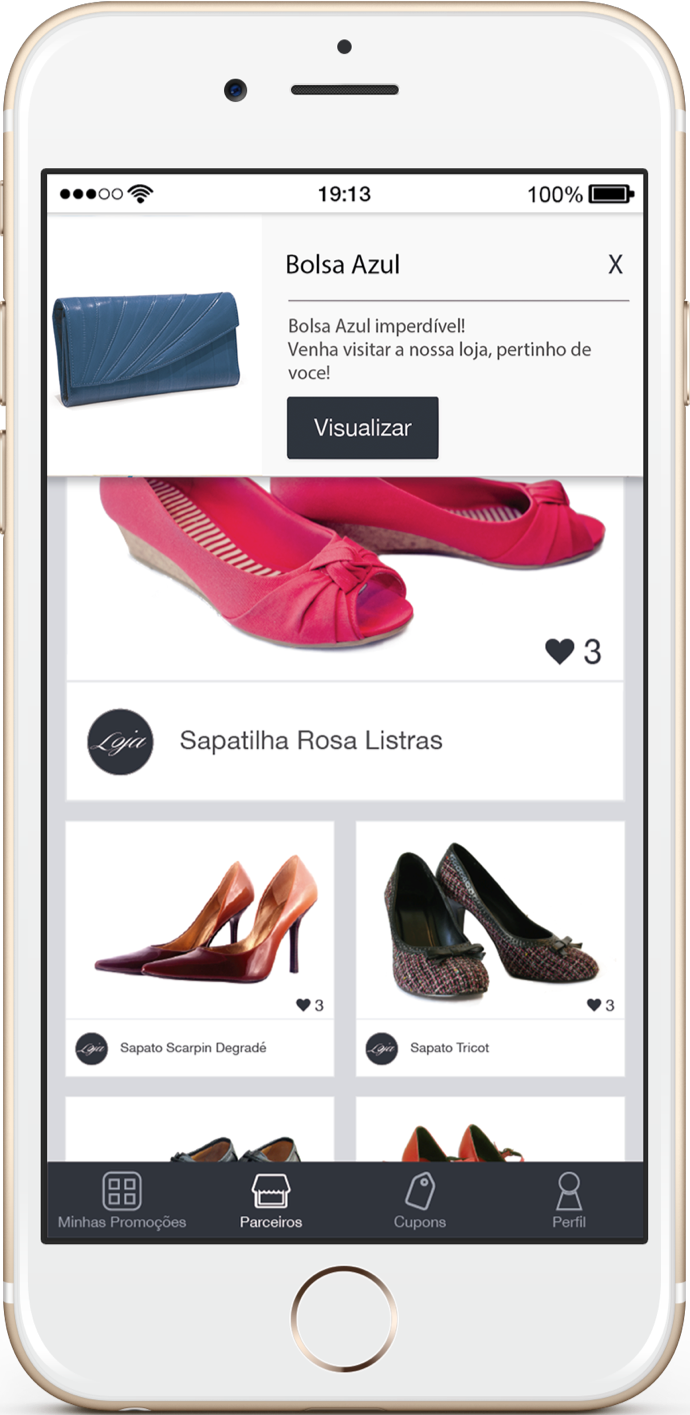 19:13
100%
Bolsa Azul
X
Bolsa Azul imperdível!
Venha visitar a nossa loja, pertinho de
voce!
Visualizar
3
Loja
Sapatilha Rosa Listras
3
3
Loja
Sapato Scarpin Degradé
Loja
Sapato Tricot
Minhas Promoções
Parceiros
Cupons
Perfil